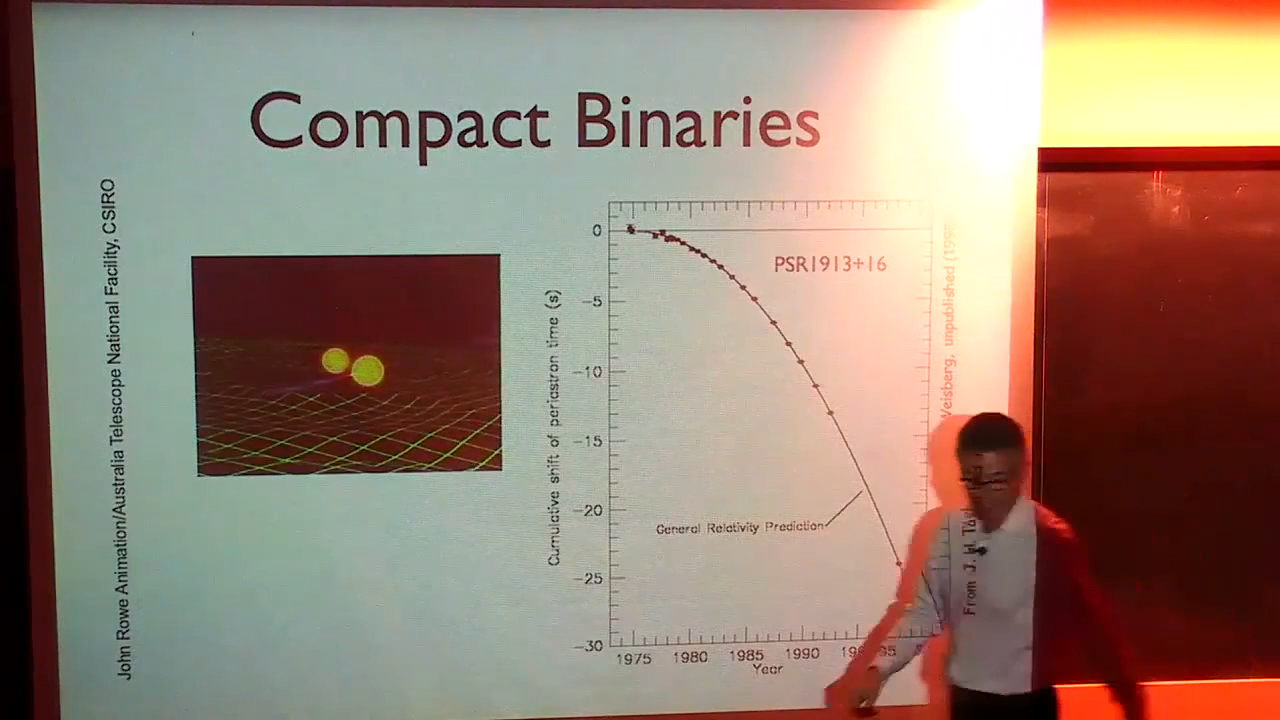 Compact Binaries
John Rowe Animation/Australia Telescope National Facility, CSIRO
PSR1913+16
Cumulative shift of periastron time (s)
0
−5
−10
−15
−20
−25
−30
General Relativity Prediction
1975 1980 1985 1990
Year
From J. H.
Weisberg, unpublished